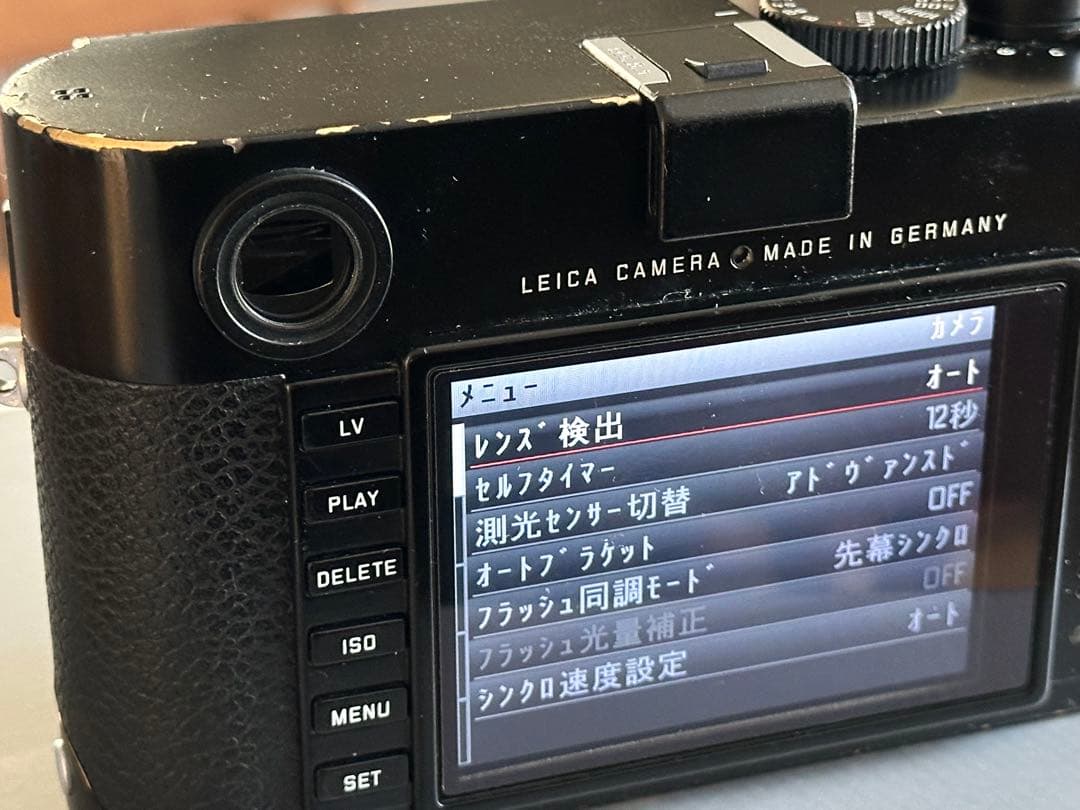 LEICA CAMERA MADE IN GERMANY
メニュー カメラ
レンズ検出 オート
セルフタイマー 12秒
測光センサー切替 アドヴァンスド
オートブラケット OFF
フラッシュ同調モード 先幕シンクロ
フラッシュ光量補正 OFF
シンクロ速度設定 オート
LV
PLAY
DELETE
ISO
MENU
SET